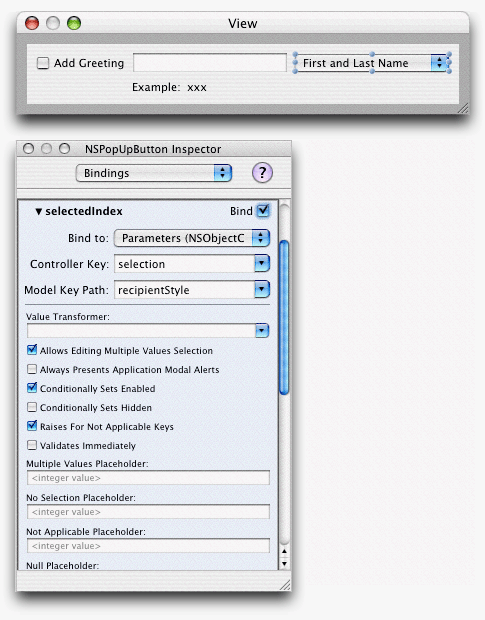 View
Add Greeting
First and Last Name
Example: xxx
NSPopUpButton Inspector
Bindings
?
▼ selectedIndex Bind
Bind to: Parameters (NSObjectC
Controller Key: selection
Model Key Path: recipientStyle
Value Transformer:
Allows Editing Multiple Values Selection
Always Presents Application Modal Alerts
Conditionally Sets Enabled
Conditionally Sets Hidden
Raises For Not Applicable Keys
Validates Immediately
Multiple Values Placeholder:
<integer value>
No Selection Placeholder:
<integer value>
Not Applicable Placeholder:
<integer value>
Null Placeholder: